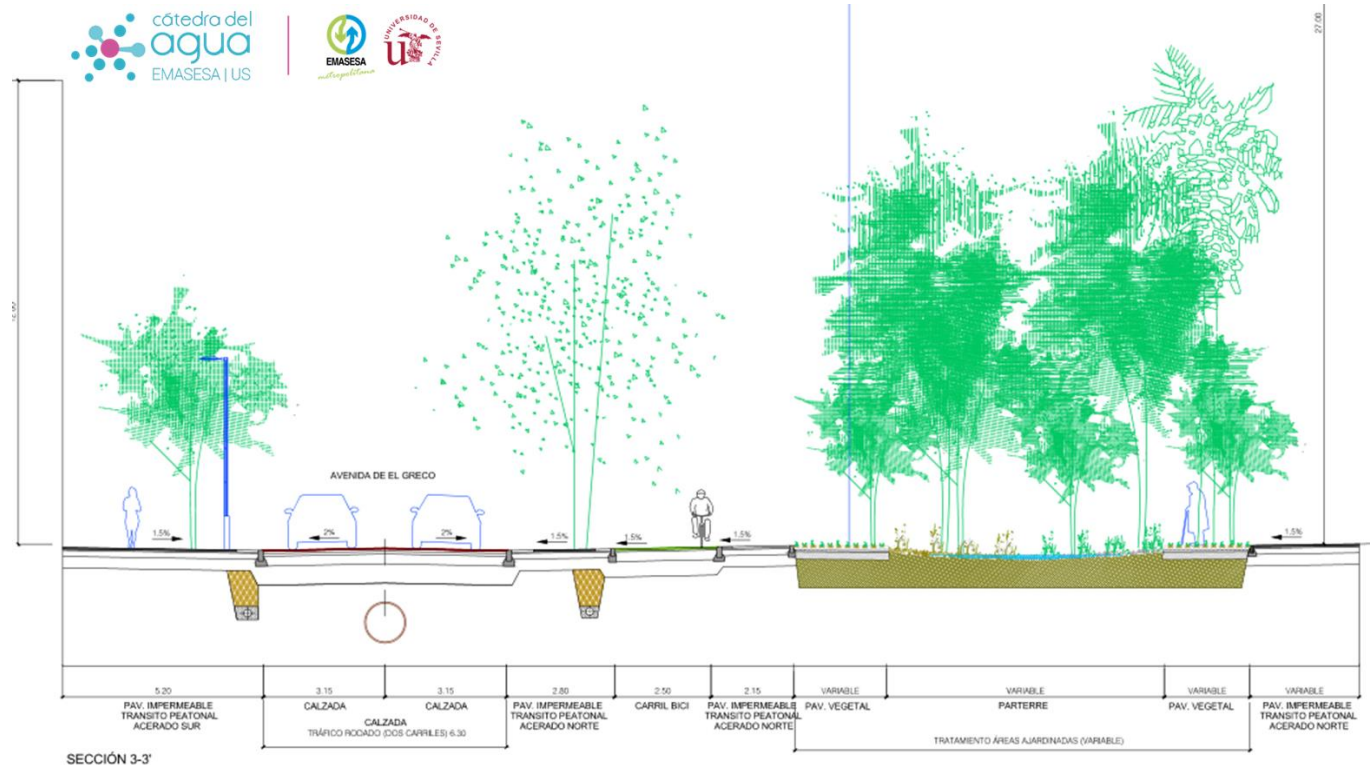 cátedra del
agua
EMASESA | US
EMASESA
metropolitana
UNIVERSIDAD DE SEVILLA
27.00
AVENIDA DE EL GRECO
1.5%
2%
2%
1.5%
1.5%
1.5%
1.5%
5.20
3.15
3.15
2.80
2.50
2.15
VARIABLE
VARIABLE
VARIABLE
VARIABLE
PAV. IMPERMEABLE
TRANSITO PEATONAL
ACERADO SUR
CALZADA
CALZADA
CALZADA
TRÁFICO RODADO (DOS CARRILES) 6.30
PAV. IMPERMEABLE
TRANSITO PEATONAL
ACERADO NORTE
CARRIL BICI
PAV. IMPERMEABLE
TRANSITO PEATONAL
ACERADO NORTE
PAV. VEGETAL
PARTERRE
PAV. VEGETAL
TRATAMIENTO ÁREAS AJARDINADAS (VARIABLE)
PAV. IMPERMEABLE
TRANSITO PEATONAL
ACERADO NORTE
SECCIÓN 3-3'